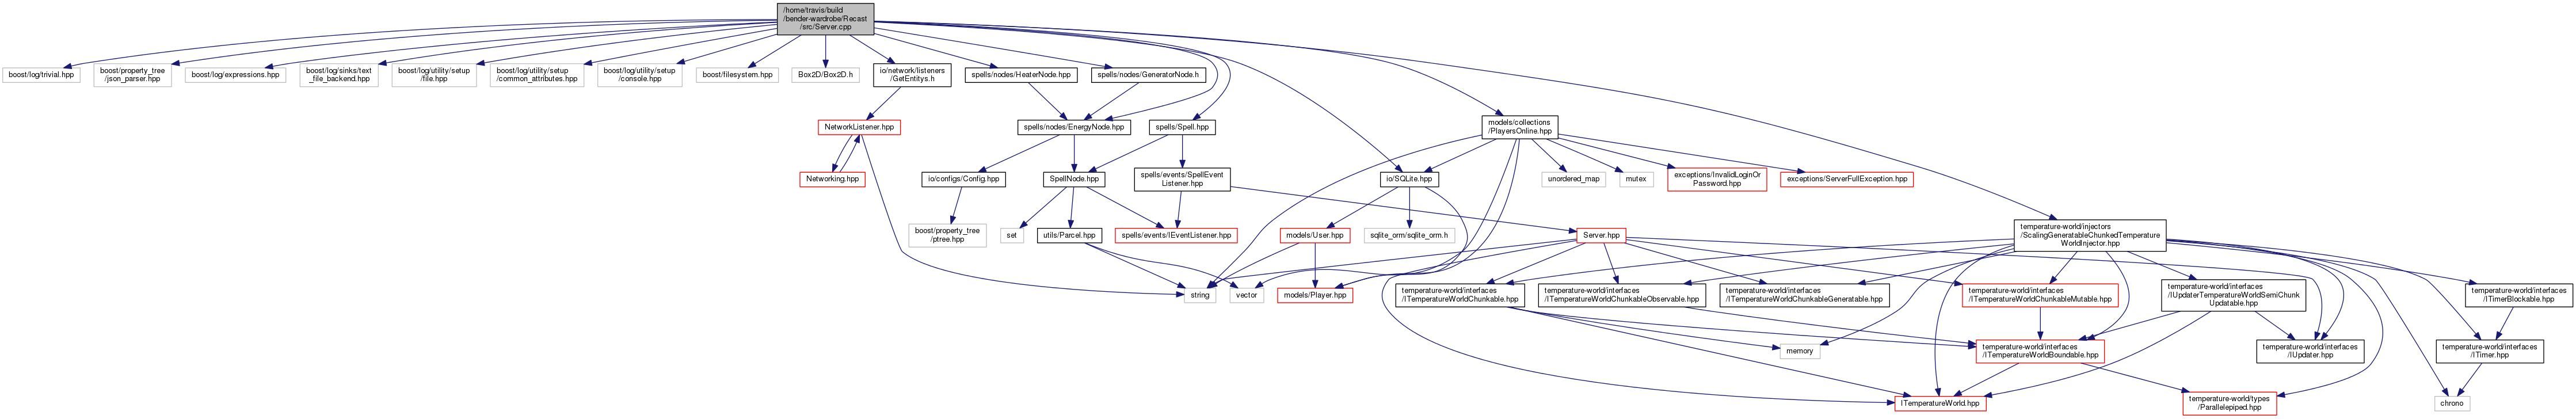 /home/travis/build
/bender-wardrobe/Recast
/src/Server.cpp
boost/log/trivial.hpp
boost/property_tree
/json_parser.hpp
boost/log/expressions.hpp
boost/log/sinks/text
_file_backend.hpp
boost/log/utility/setup
/file.hpp
boost/log/utility/setup
/common_attributes.hpp
boost/log/utility/setup
/console.hpp
boost/filesystem.hpp
Box2D/Box2D.h
io/network/listeners
/GetEntitys.h
spells/nodes/HeaterNode.hpp
spells/nodes/GeneratorNode.h
NetworkListener.hpp
spells/nodes/EnergyNode.hpp
spells/Spell.hpp
models/collections
/PlayersOnline.hpp
Networking.hpp
io/configs/Config.hpp
SpellNode.hpp
spells/events/SpellEvent
Listener.hpp
io/SQLite.hpp
unordered_map
mutex
exceptions/InvalidLoginOr
Password.hpp
exceptions/ServerFullException.hpp
boost/property_tree
/ptree.hpp
set
utils/Parcel.hpp
spells/events/IEventListener.hpp
models/User.hpp
sqlite_orm/sqlite_orm.h
Server.hpp
temperature-world/injectors
/ScalingGeneratableChunkedTemperature
WorldInjector.hpp
string
vector
models/Player.hpp
temperature-world/interfaces
/ITemperatureWorldChunkable.hpp
temperature-world/interfaces
/ITemperatureWorldChunkableObservable.hpp
temperature-world/interfaces
/ITemperatureWorldChunkableGeneratable.hpp
temperature-world/interfaces
/ITemperatureWorldChunkableMutable.hpp
temperature-world/interfaces
/IUpdaterTemperatureWorldSemiChunk
Updatable.hpp
temperature-world/interfaces
/ITimerBlockable.hpp
memory
temperature-world/interfaces
/ITemperatureWorldBoundable.hpp
temperature-world/interfaces
/IUpdater.hpp
temperature-world/interfaces
/ITimer.hpp
ITemperatureWorld.hpp
temperature-world/types
/Parallelepiped.hpp
chrono